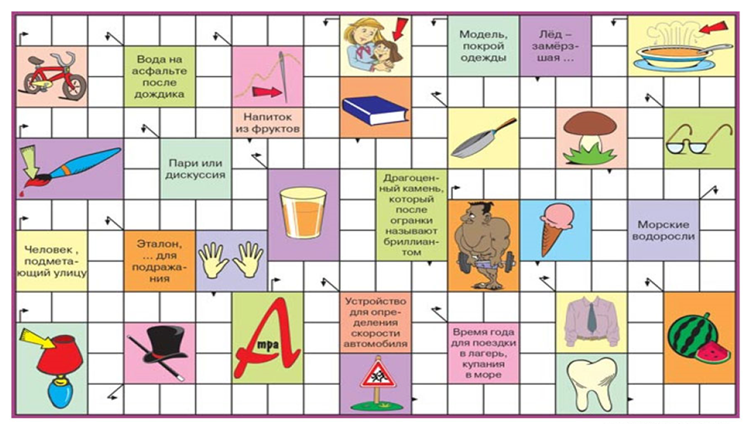 Модель,
покрой
одежды
Лёд –
замёрз-
шая ...
Вода на
асфальте
после
дождика
Напиток
из фруктов
Пари или
дискуссия
Драгоцен-
ный камень,
который
после
огранки
называют
бриллиан-
том
Морские
водоросли
Человек ,
подмета-
ющий улицу
Эталон,
... для
подража-
ния
А
тра
Устройство
для опре-
деления
скорости
автомобиля
Время года
для поездки
в лагерь,
купания
в море